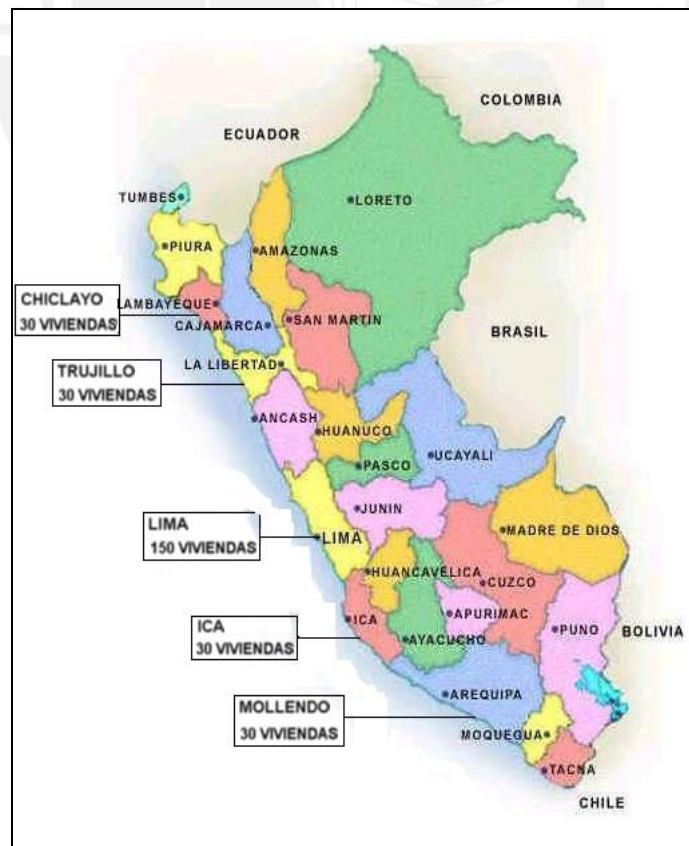 COLOMBIA
ECUADOR
TUMBES
LORETO
PIURA
AMAZONAS
CHICLAYO
30 VIVIENDAS
LAMBAYEQUE
CAJAMARCA
SAN MARTIN
BRASIL
TRUJILLO
30 VIVIENDAS
LA LIBERTAD
ANCASH
HUANUCO
UCAYALI
PASCO
JUNIN
LIMA
150 VIVIENDAS
LIMA
MADRE DE DIOS
HUANCAVELICA
CUZCO
ICA
30 VIVIENDAS
ICA
APURIMAC
AYACUCHO
PUNO
BOLIVIA
AREQUIPA
MOLLENDO
30 VIVIENDAS
MOQUEGUA
TACNA
CHILE